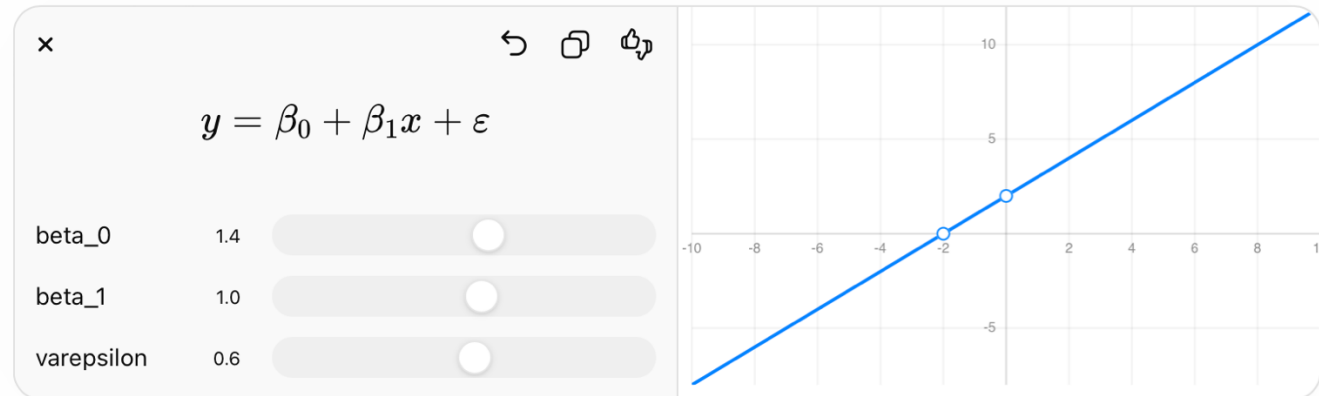 y = β₀ + β₁x + ε
beta_0 1.4
beta_1 1.0
varepsilon 0.6
10
5
-10 -8 -6 -4 -2 2 4 6 8 1
-5